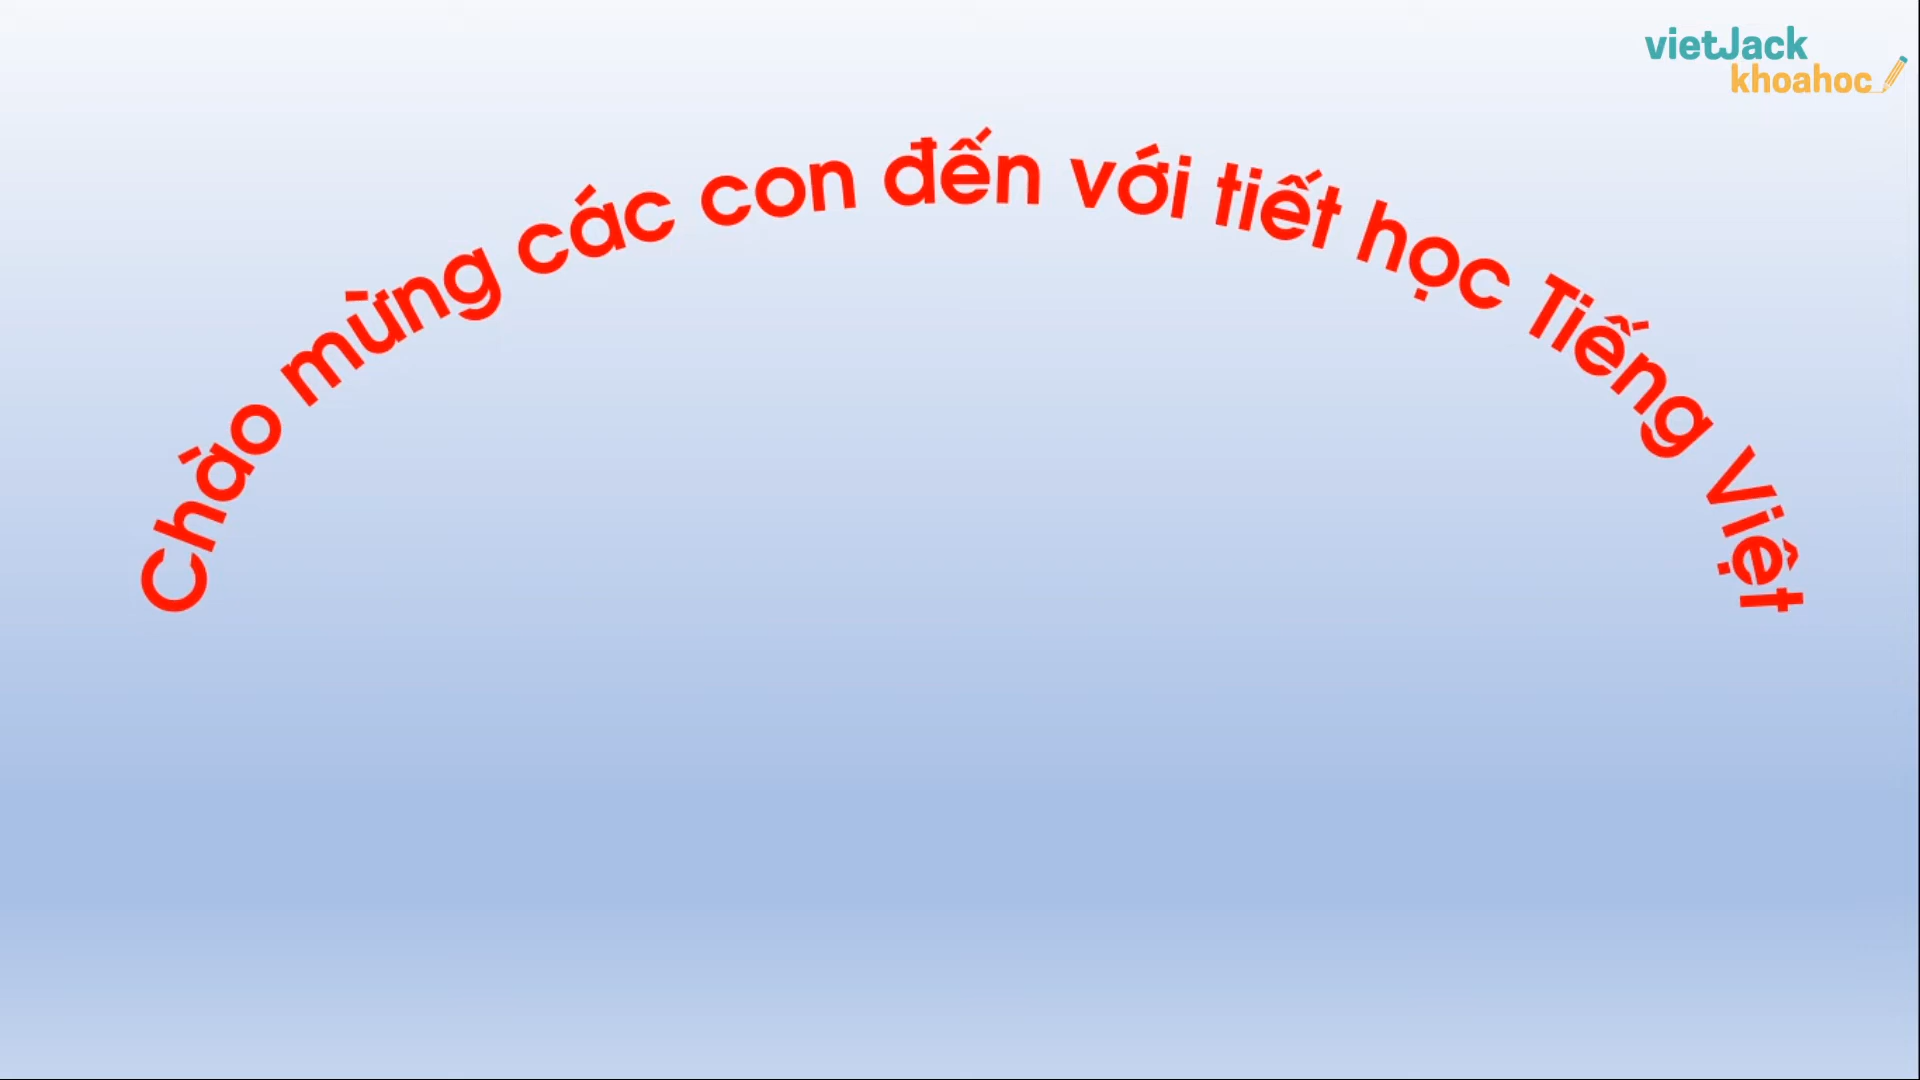 vietJack
khoahoc
Chào mừng các con đến với tiết học Tiếng Việt